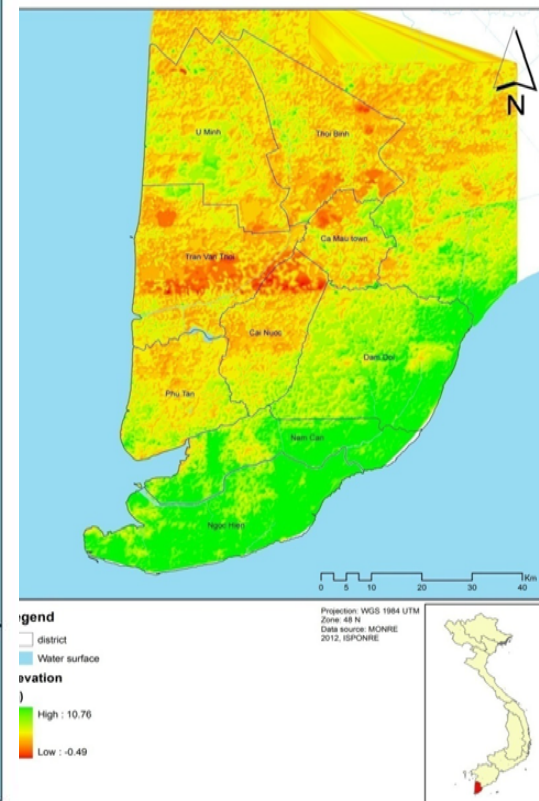 N
U Minh
Thoi Binh
Ca Mau town
Tran Van Thoi
Cai Nuoc
Dam Doi
Phu Tan
Nam Can
Ngoc Hien
Km
0 5 10 20 30 40
Projection: WGS 1984 UTM
Zone: 48 N
Data source: MONRE
2012, ISPONRE
egend
district
Water surface
evation
)
High : 10.76
Low : -0.49